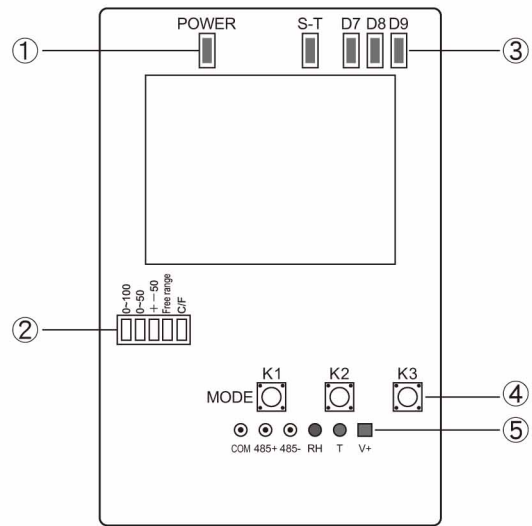 POWER S-T D7 D8 D9
① ③
0~100
0~50
+—50
Free range
C/F
②
K1 K2 K3
MODE ④
⑤
COM 485+ 485- RH T V+